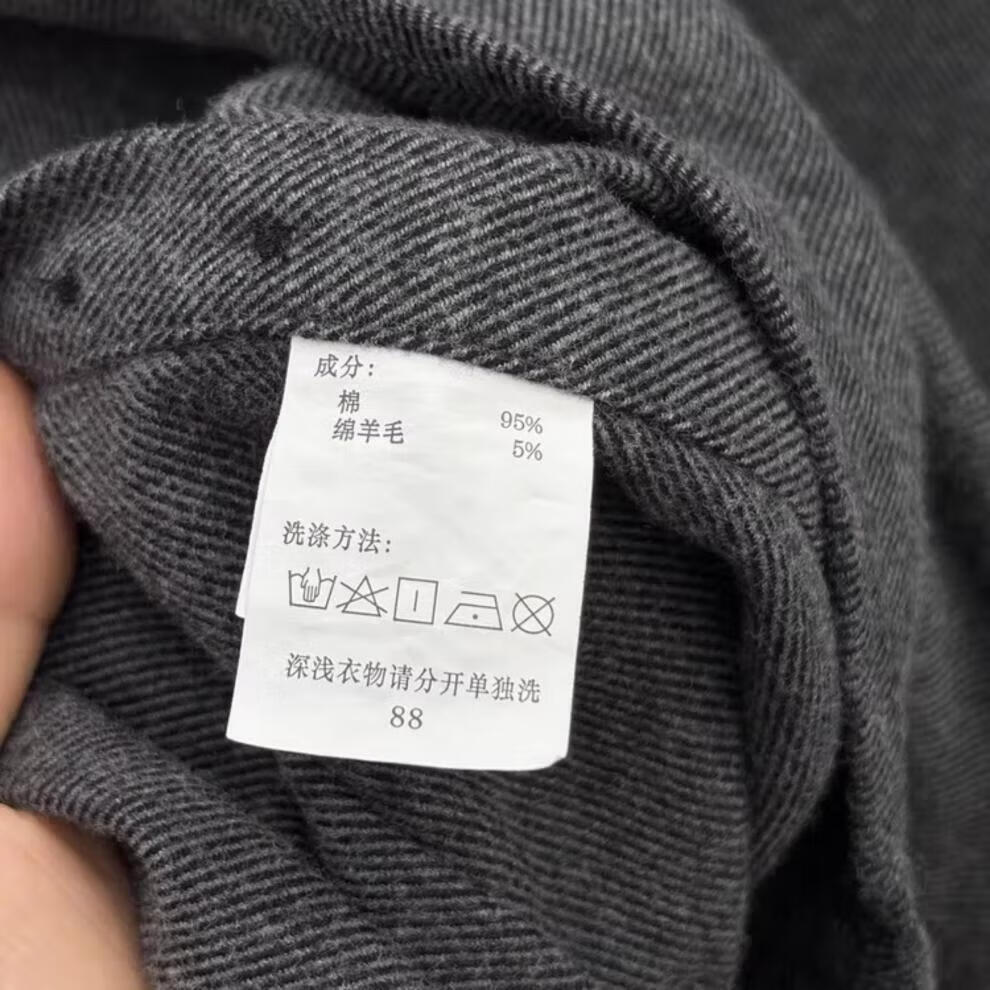 成分:
棉 95%
绵羊毛 5%
洗涤方法:
深浅衣物请分开单独洗
88